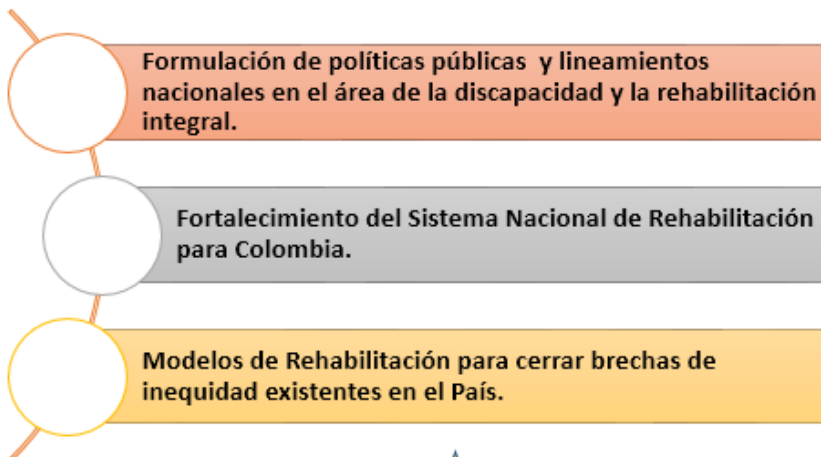 Formulación de políticas públicas y lineamientos
nacionales en el área de la discapacidad y la rehabilitación
integral.
Fortalecimiento del Sistema Nacional de Rehabilitación
para Colombia.
Modelos de Rehabilitación para cerrar brechas de
inequidad existentes en el País.